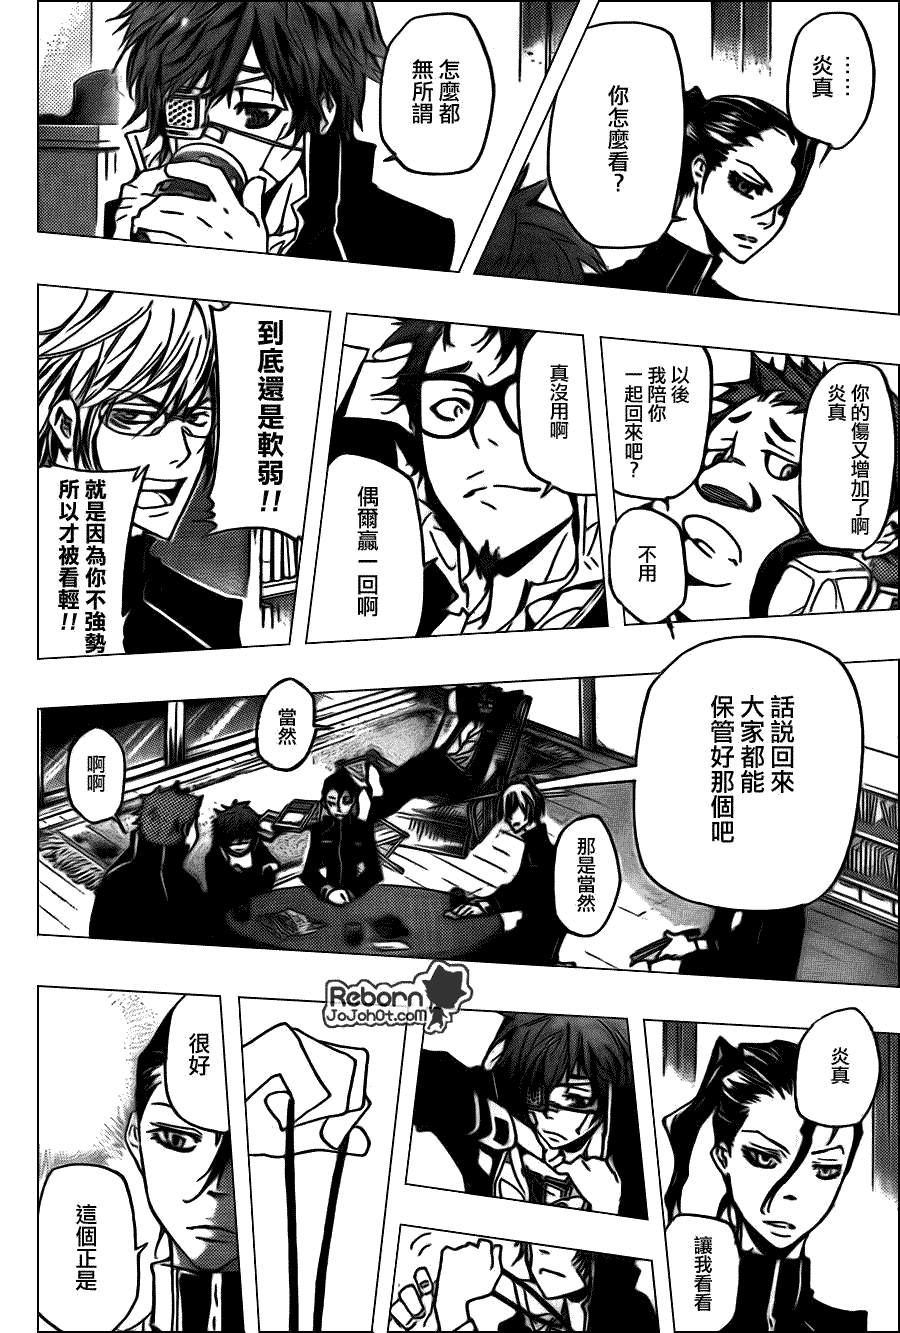 ……
炎真
你怎麼看？
怎麼都
無所謂
你的傷又增加了啊
炎真
以後
我陪你
一起回來吧？
不用
真沒用啊
偶爾贏一回啊
到底還是軟弱!!
就是因為你不強勢
所以才被看輕!!
話說回來
大家都能
保管好那個吧
那是當然
當然
啊啊
炎真
讓我看看
很好
這個正是
Reborn
JoJoHot.com